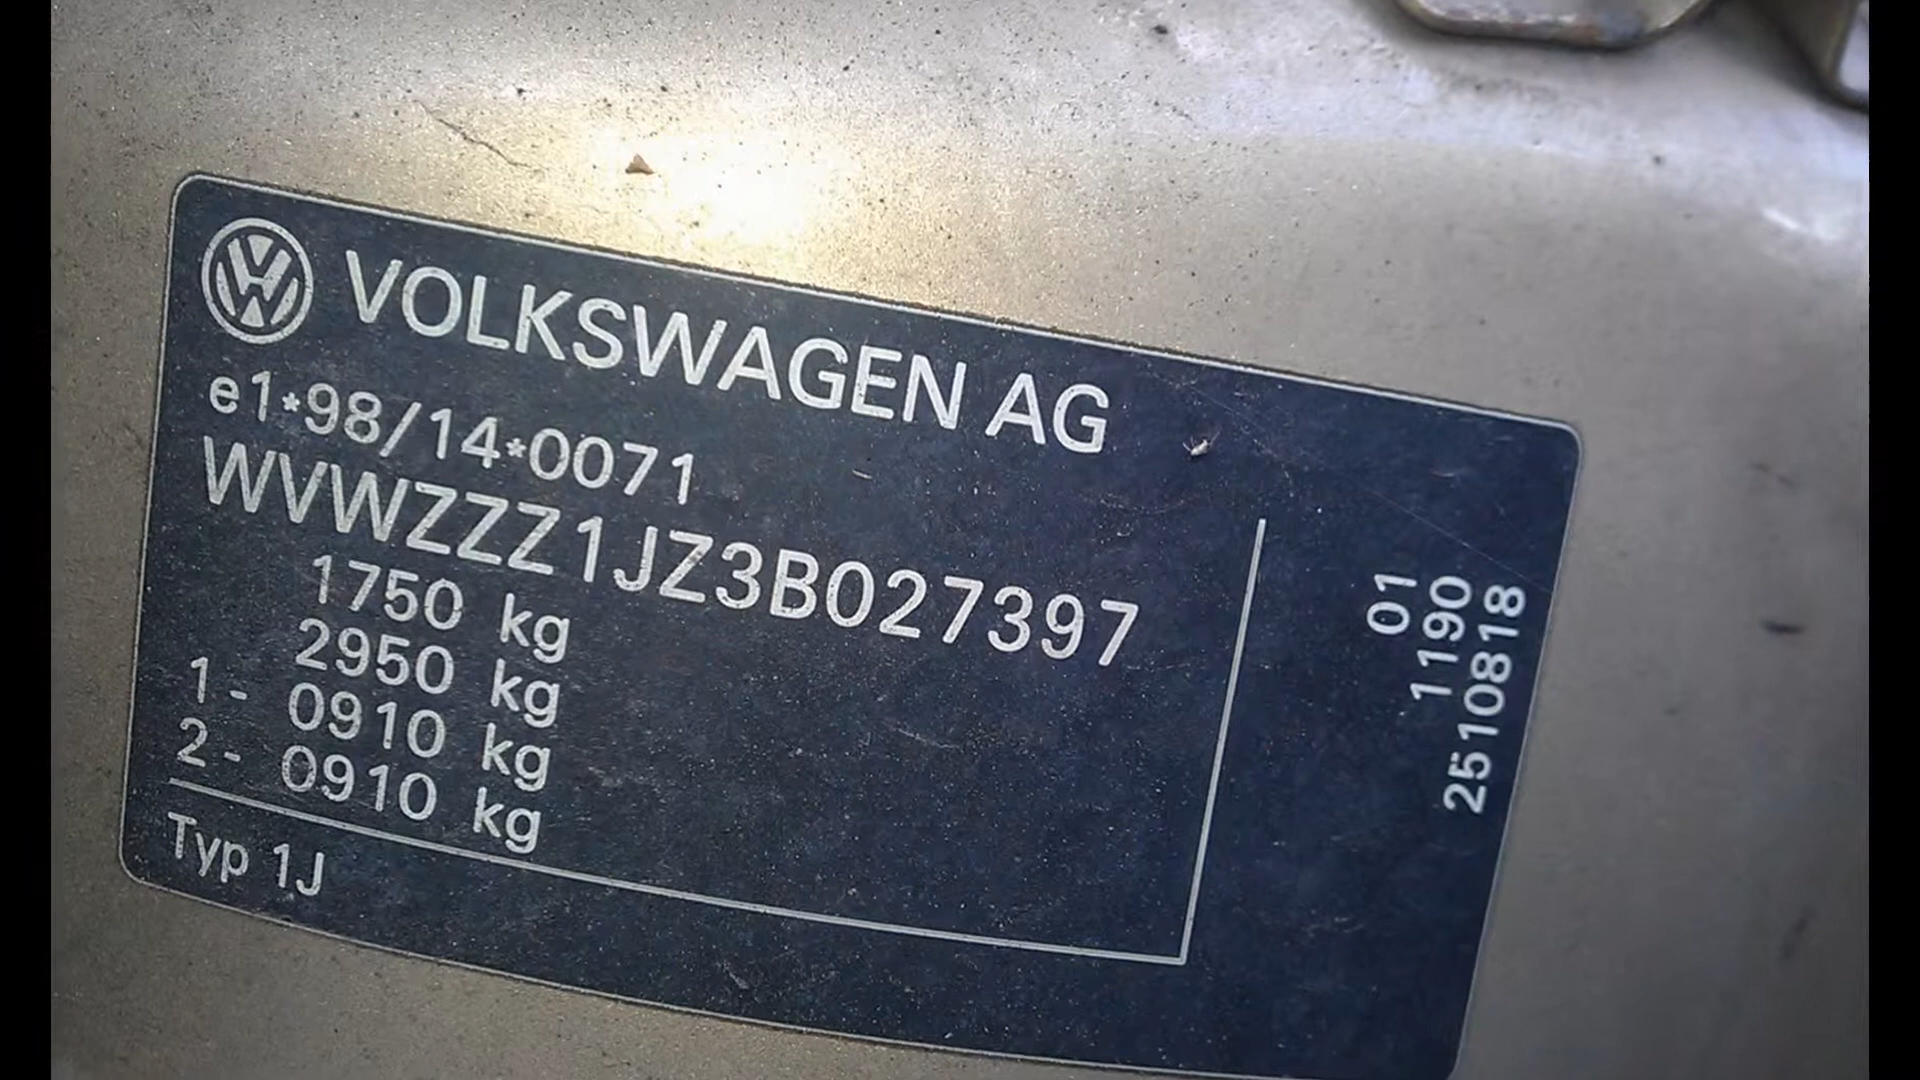 VOLKSWAGEN AG
e1*98/14*0071
WVWZZZ1JZ3B027397
1750 kg
2950 kg
1- 0910 kg
2- 0910 kg
Typ 1J
01
1190
2510818